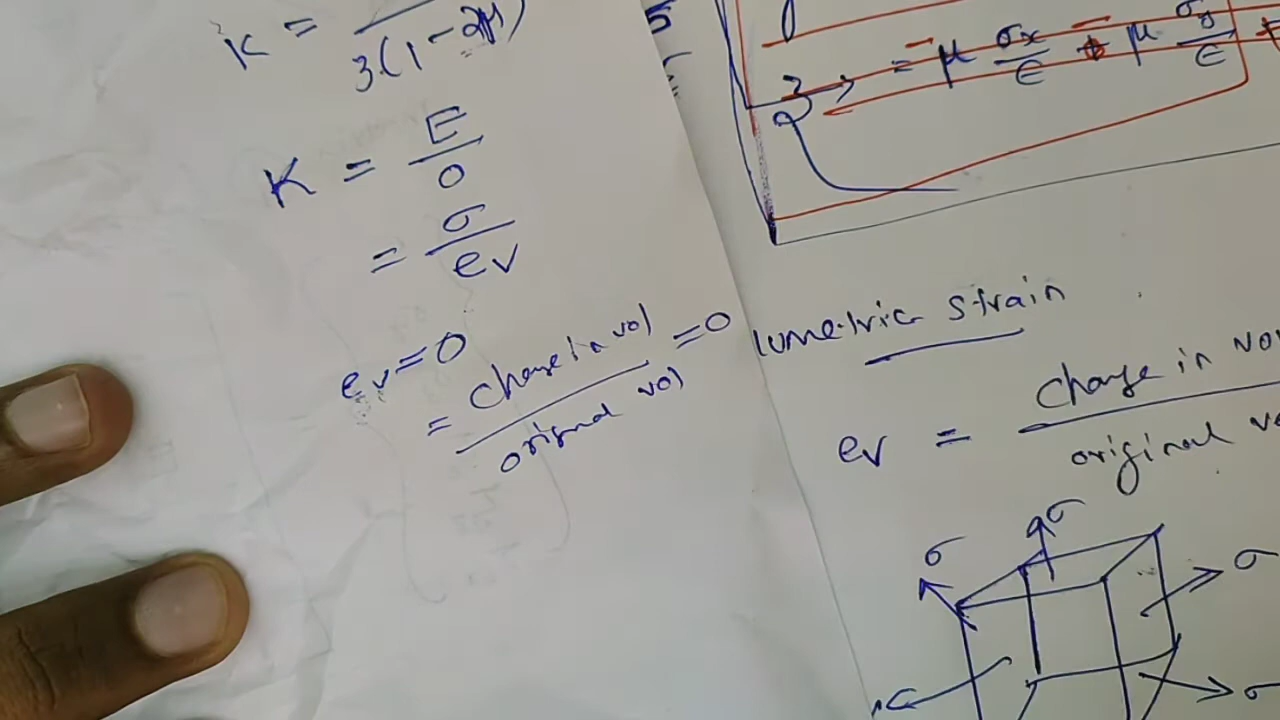 K = / 3(1-2μ)
K = E/0
= σ/ev
ev=0
= change in vol / original vol = 0
= μ σx/E μ σy/E
lumetric strain
ev = change in vol / original vo
σ σ
σ
σ